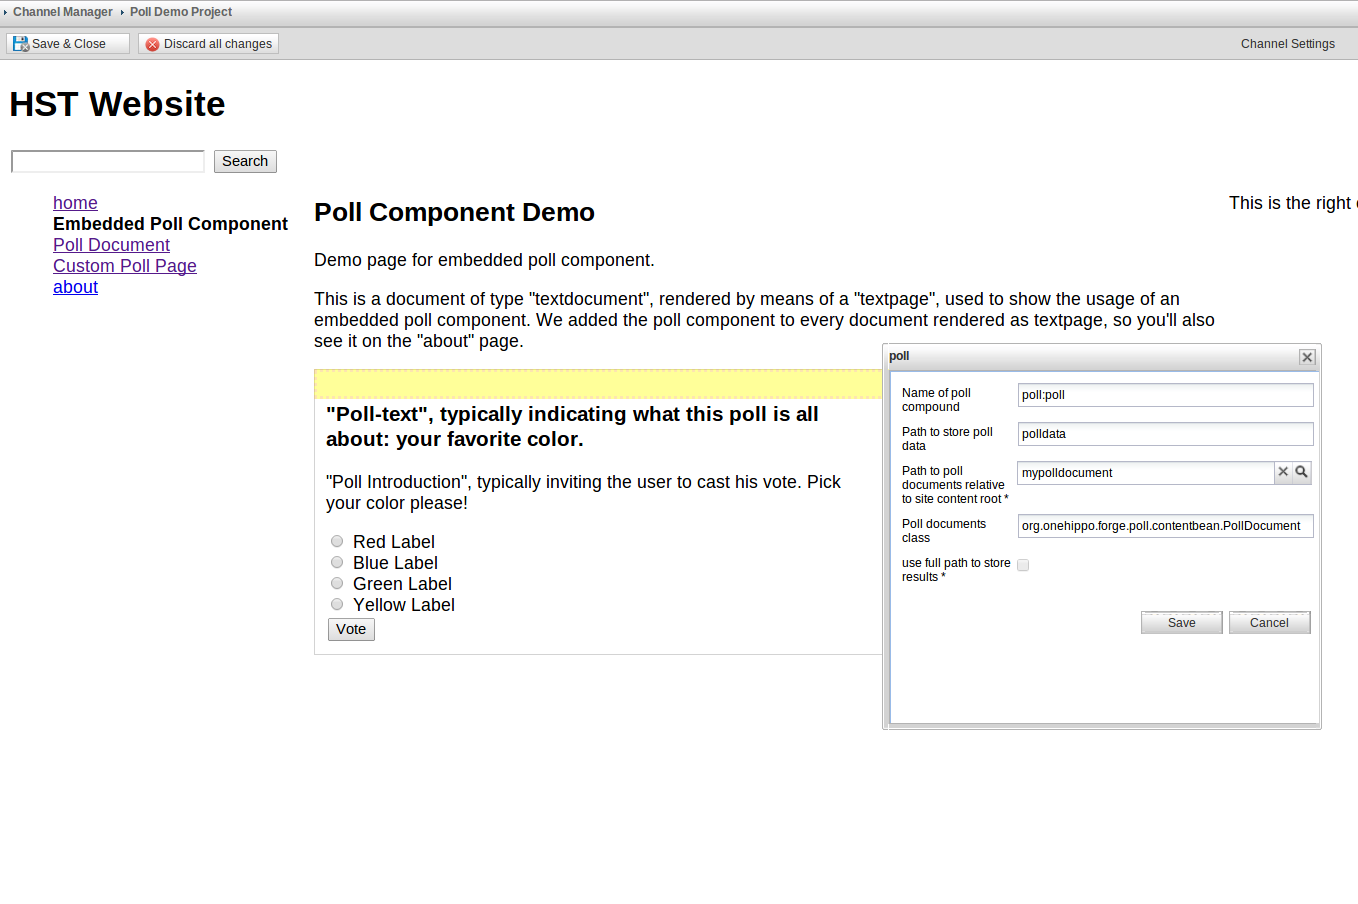 Channel Manager Poll Demo Project
Save & Close Discard all changes Channel Settings
HST Website
Search
home
Embedded Poll Component
Poll Document
Custom Poll Page
about
Poll Component Demo
Demo page for embedded poll component.
This is a document of type "textdocument", rendered by means of a "textpage", used to show the usage of an
embedded poll component. We added the poll component to every document rendered as textpage, so you'll also
see it on the "about" page.
"Poll-text", typically indicating what this poll is all
about: your favorite color.
"Poll Introduction", typically inviting the user to cast his vote. Pick
your color please!
Red Label
Blue Label
Green Label
Yellow Label
Vote
This is the right
poll
Name of poll
compound
poll:poll
Path to store poll
data
polldata
Path to poll
documents relative
to site content root *
mypolldocument
Poll documents
class
org.onehippo.forge.poll.contentbean.PollDocument
use full path to store
results *
Save Cancel